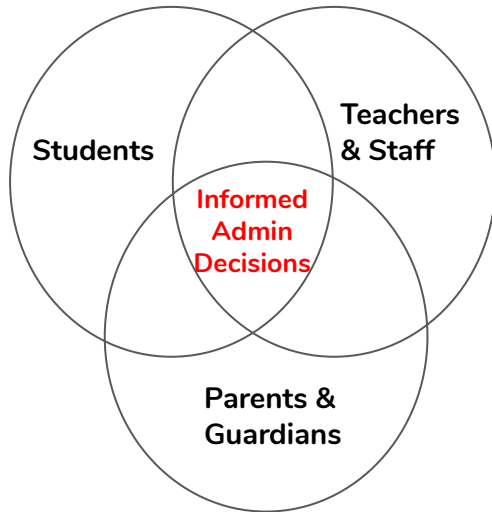 Teachers
& Staff
Students
Informed
Admin
Decisions
Parents &
Guardians